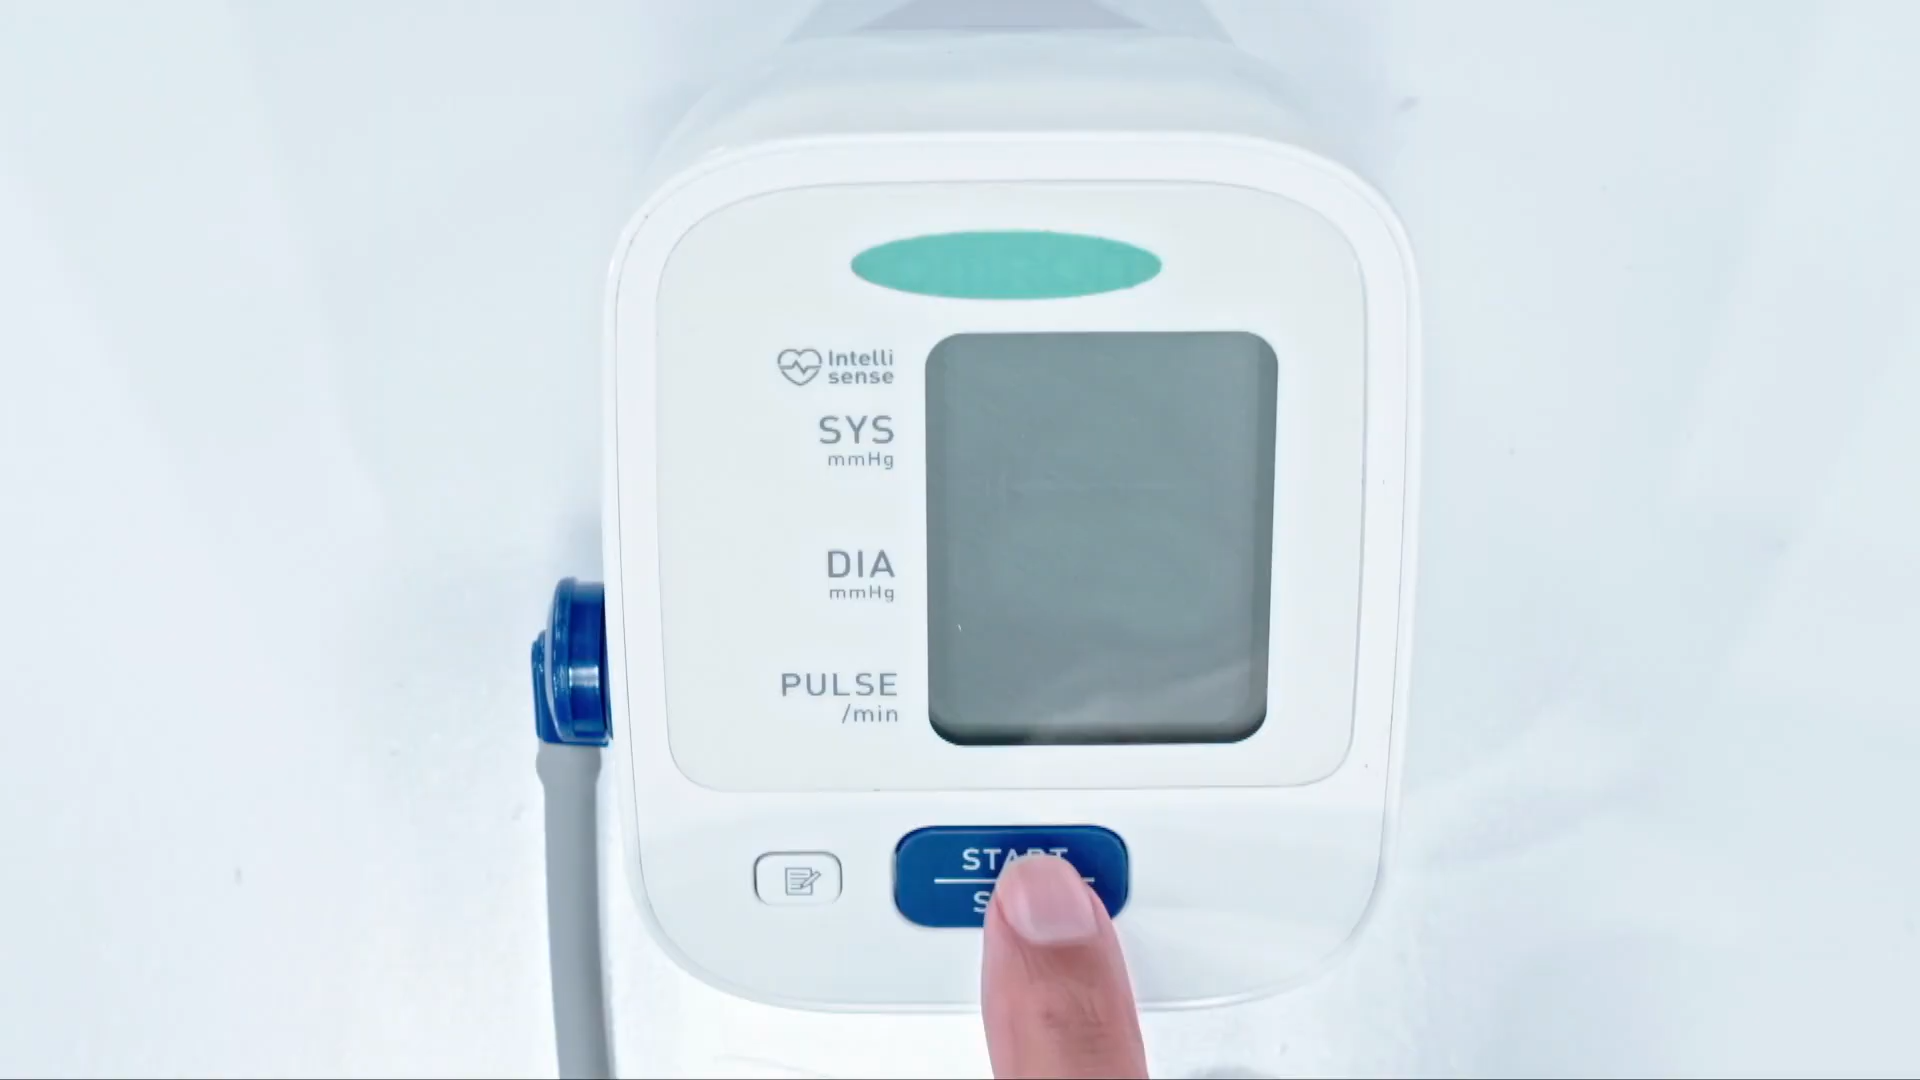 Intelli
sense
SYS
mmHg
DIA
mmHg
PULSE
/min
START